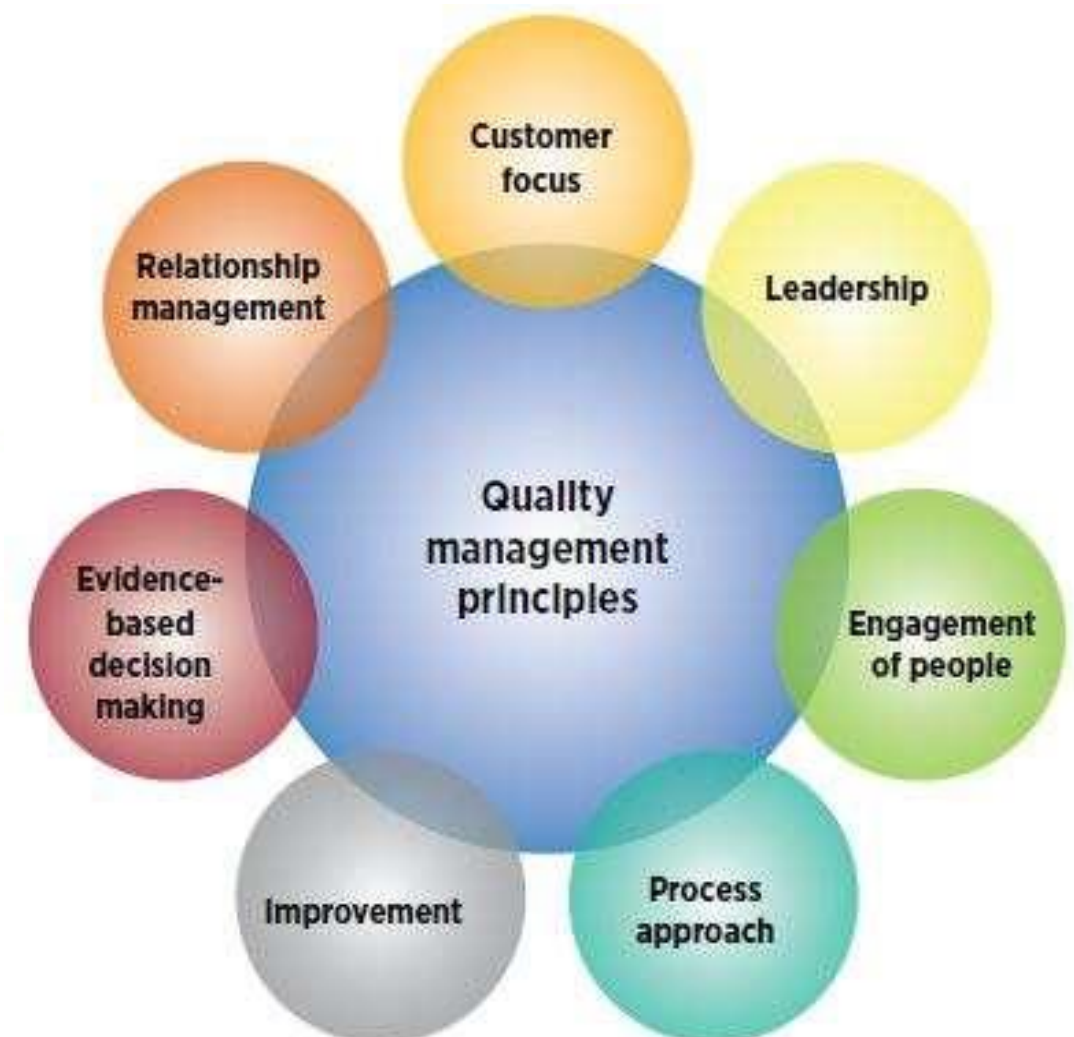 Customer
focus
Leadership
Engagement
of people
Process
approach
Improvement
Evidence-
based
decision
making
Relationship
management
Quality
management
principles